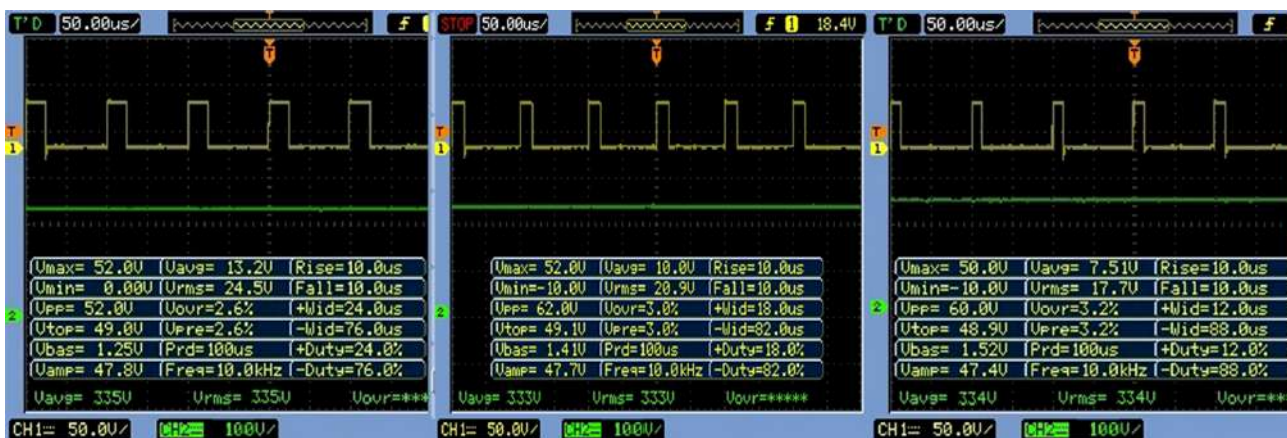 T'D 50.00us/ T f
STOP 50.00us/ T f 1 18.4V
T'D 50.00us/ T f
T
T
T
T
1
T
1
T
1
Vmax= 52.0V Vavg= 13.2V Rise=10.0us
Vmin= 0.00V Vrms= 24.5V Fall=10.0us
Vpp= 52.0V Vovr=2.6% +Wid=24.0us
Vtop= 49.0V Vpre=2.6% -Wid=76.0us
Vbas= 1.25V Prd=100us +Duty=24.0%
Vamp= 47.8V Freq=10.0kHz -Duty=76.0%
2
Vavg= 335V Vrms= 335V Vovr=***
CH1 50.0V/ CH2 100V/
Vmax= 52.0V Vavg= 10.0V Rise=10.0us
Vmin=-10.0V Vrms= 20.9V Fall=10.0us
Vpp= 62.0V Vovr=3.0% +Wid=18.0us
Vtop= 49.1V Vpre=3.0% -Wid=82.0us
Vbas= 1.41V Prd=100us +Duty=18.0%
Vamp= 47.7V Freq=10.0kHz -Duty=82.0%
2
Vavg= 333V Vrms= 333V Vovr=*****
CH1 50.0V/ CH2 100V/
Vmax= 50.0V Vavg= 7.51V Rise=10.0us
Vmin=-10.0V Vrms= 17.7V Fall=10.0us
Vpp= 60.0V Vovr=3.2% +Wid=12.0us
Vtop= 48.9V Vpre=3.2% -Wid=88.0us
Vbas= 1.52V Prd=100us +Duty=12.0%
Vamp= 47.4V Freq=10.0kHz -Duty=88.0%
2
Vavg= 334V Vrms= 334V Vovr=***
CH1 50.0V/ CH2 100V/